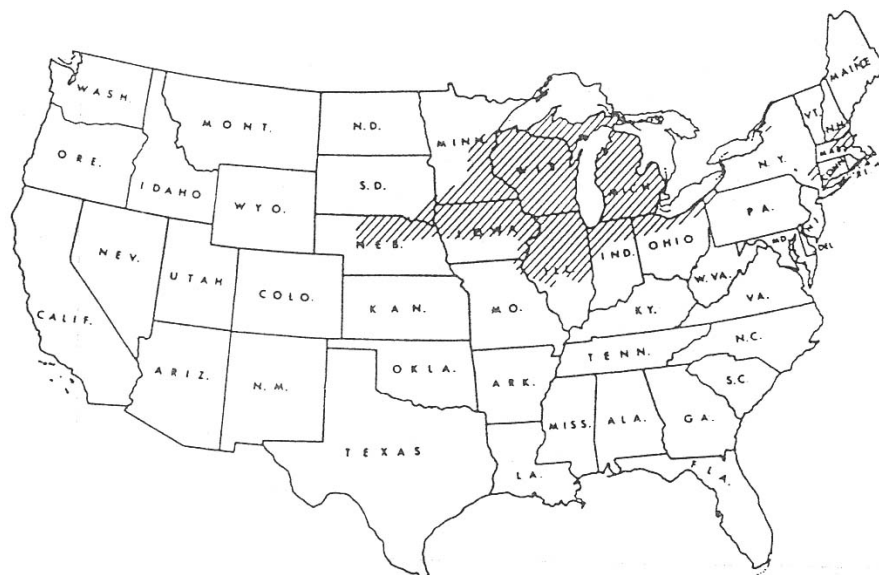 WASH.
MONT.
N.D.
MINN
MAINE
VT.
N.H.
MASS
CONN
R.I.
ORE.
IDAHO
WYO.
S.D.
WIS
MICH
N.Y.
NEV.
UTAH
COLO.
NEB.
IOWA
ILL
IND.
OHIO
PA.
N.J.
MD.
DEL
W.VA.
VA.
CALIF.
KAN.
MO.
KY.
ARIZ.
N.M.
OKLA.
ARK.
TENN.
N.C.
S.C.
TEXAS
LA.
MISS.
ALA.
GA.
FLA.